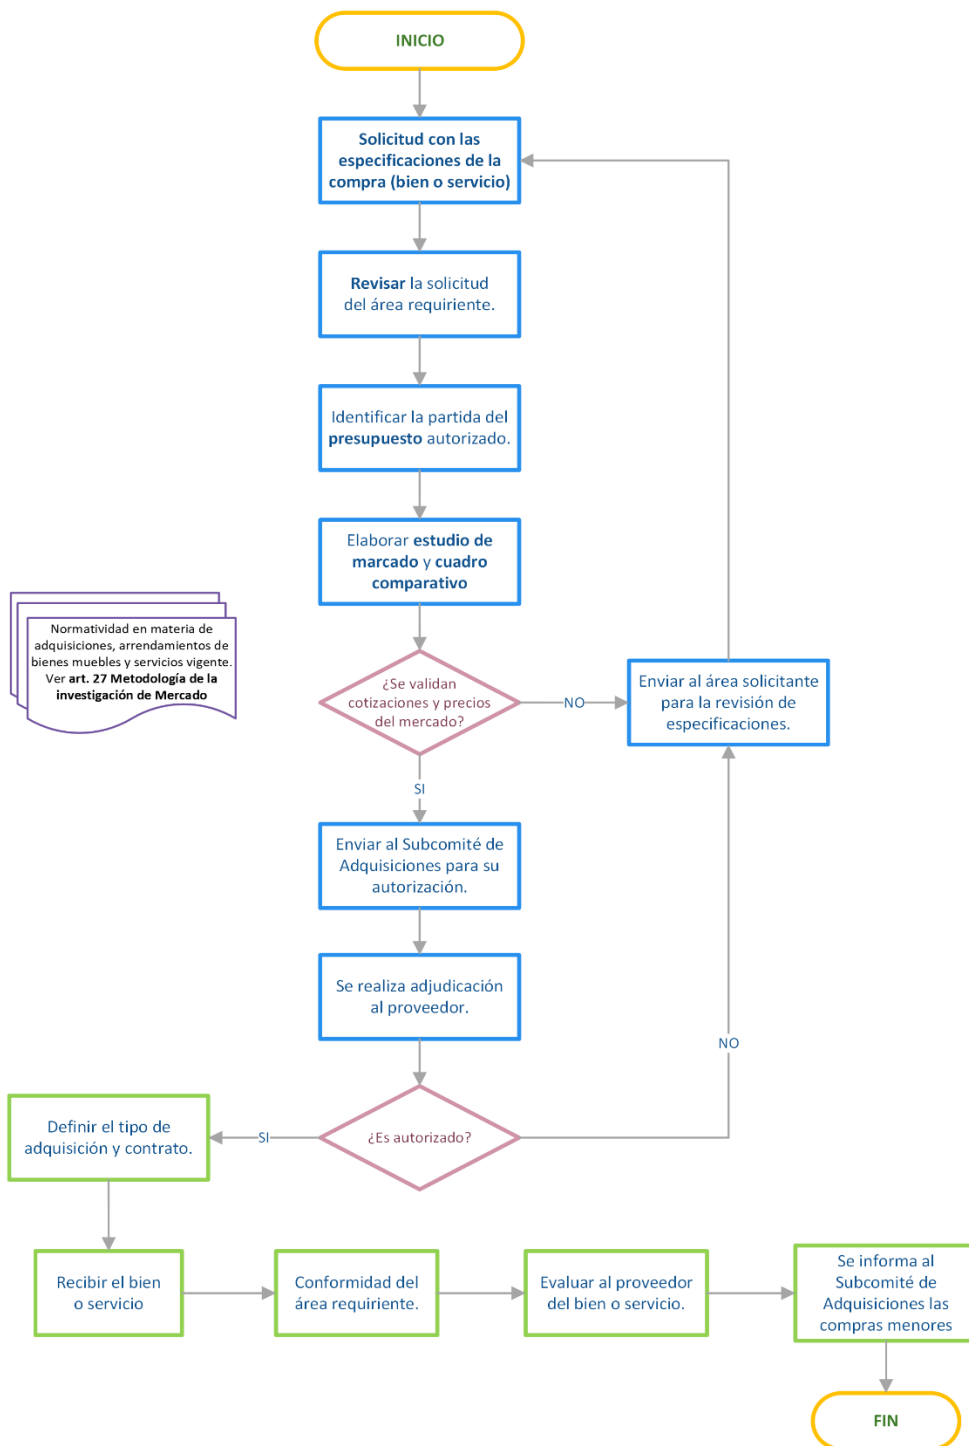 INICIO
Solicitud con las
especificaciones de la
compra (bien o servicio)
Revisar la solicitud
del área requiriente.
Identificar la partida del
presupuesto autorizado.
Elaborar estudio de
marcado y cuadro
comparativo
Normatividad en materia de
adquisiciones, arrendamientos de
bienes muebles y servicios vigente.
Ver art. 27 Metodología de la
investigación de Mercado
¿Se validan
cotizaciones y precios
del mercado?
NO
Enviar al área solicitante
para la revisión de
especificaciones.
SI
Enviar al Subcomité de
Adquisiciones para su
autorización.
Se realiza adjudicación
al proveedor.
NO
¿Es autorizado?
SI
Definir el tipo de
adquisición y contrato.
Recibir el bien
o servicio
Conformidad del
área requiriente.
Evaluar al proveedor
del bien o servicio.
Se informa al
Subcomité de
Adquisiciones las
compras menores
FIN